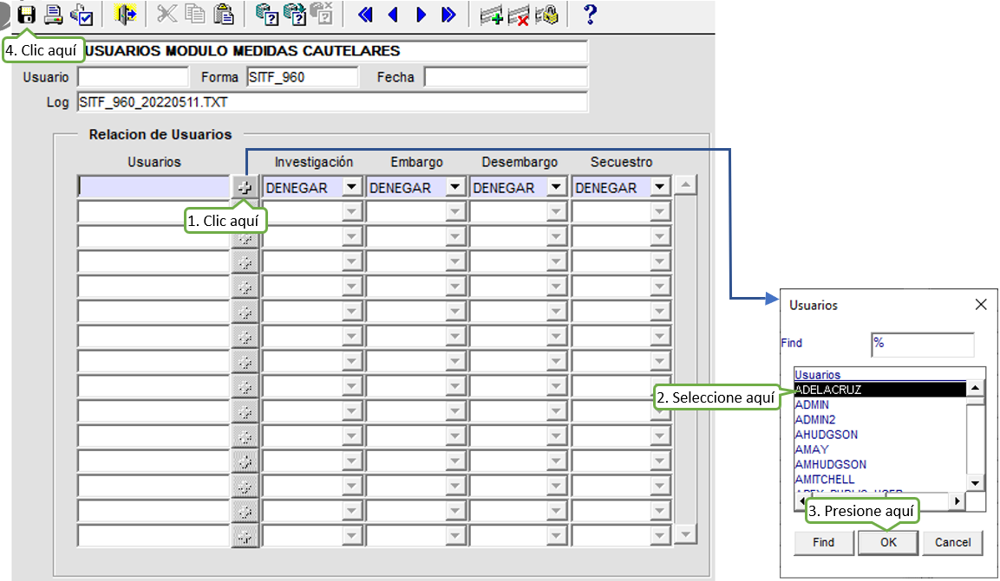 4. Clic aquí
USUARIOS MODULO MEDIDAS CAUTELARES
Usuario
Forma SITF_960
Fecha
Log SITF_960_20220511.TXT
Relacion de Usuarios
Usuarios Investigación Embargo Desembargo Secuestro
DENEGAR DENEGAR DENEGAR DENEGAR
1. Clic aquí
Usuarios
Find %
Usuarios
ADELACRUZ
2. Seleccione aquí
ADMIN
ADMIN2
AHUDGSON
AMAY
AMHUDGSON
AMITCHELL
3. Presione aquí
Find OK Cancel